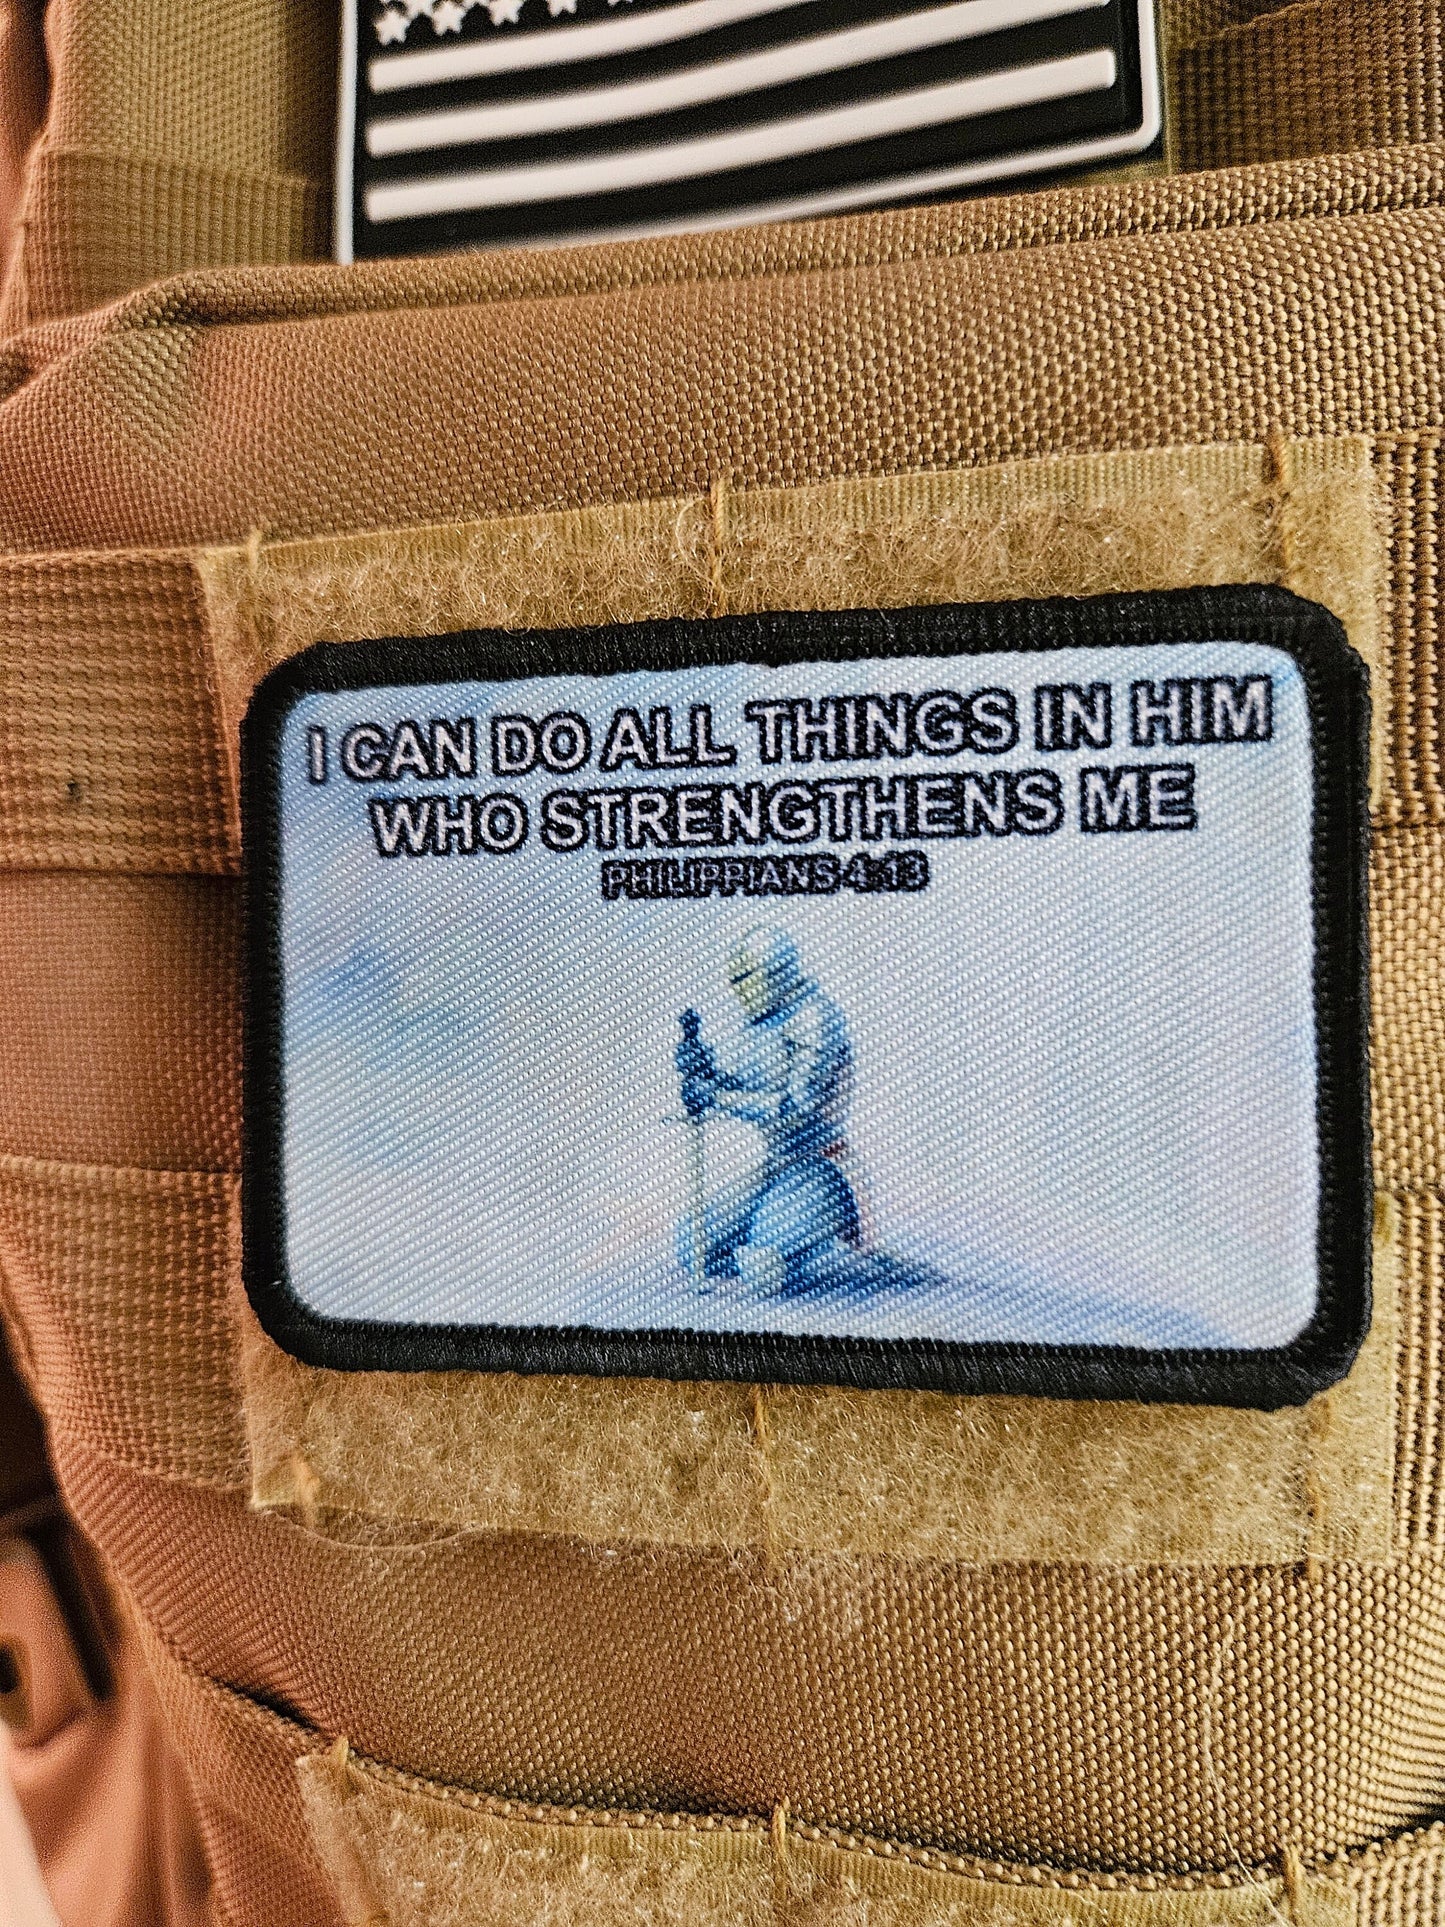 I CAN DO ALL THINGS IN HIM
WHO STRENGTHENS ME
PHILIPPIANS 4:13